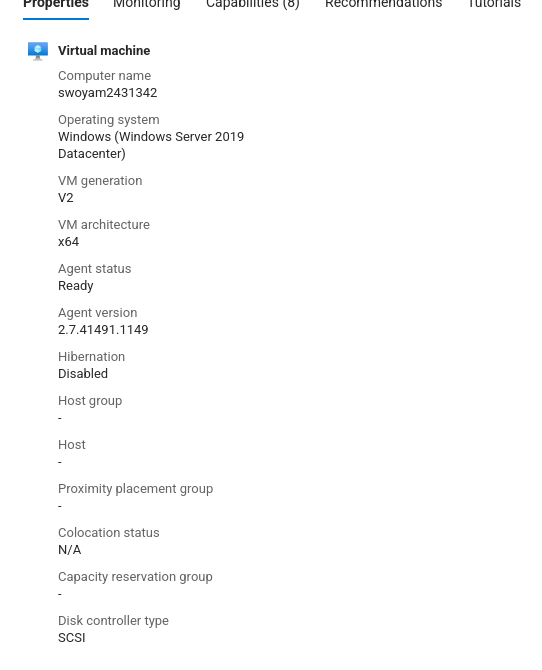 Properties Monitoring Capabilities (8) Recommendations Tutorials
Virtual machine
Computer name
swoyam2431342
Operating system
Windows (Windows Server 2019
Datacenter)
VM generation
V2
VM architecture
x64
Agent status
Ready
Agent version
2.7.41491.1149
Hibernation
Disabled
Host group
-
Host
-
Proximity placement group
-
Colocation status
N/A
Capacity reservation group
-
Disk controller type
SCSI